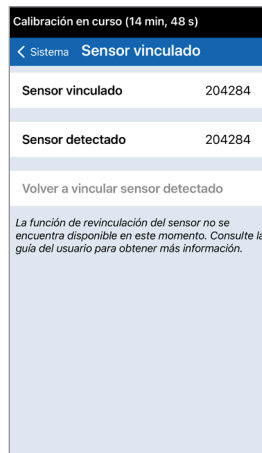 Calibración en curso (14 min, 48 s)
Sistema Sensor vinculado
Sensor vinculado 204284
Sensor detectado 204284
Volver a vincular sensor detectado
La función de revinculación del sensor no se
encuentra disponible en este momento. Consulte la
guía del usuario para obtener más información.